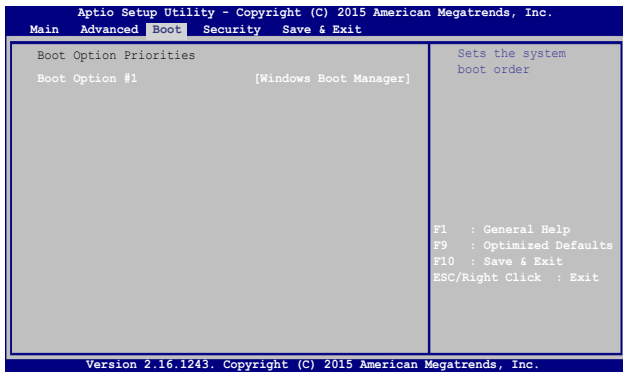 Aptio Setup Utility - Copyright (C) 2015 American Megatrends, Inc.
Main Advanced Boot Security Save & Exit
Boot Option Priorities
Boot Option #1 [Windows Boot Manager]
Sets the system
boot order
F1 : General Help
F9 : Optimized Defaults
F10 : Save & Exit
ESC/Right Click : Exit
Version 2.16.1243. Copyright (C) 2015 American Megatrends, Inc.